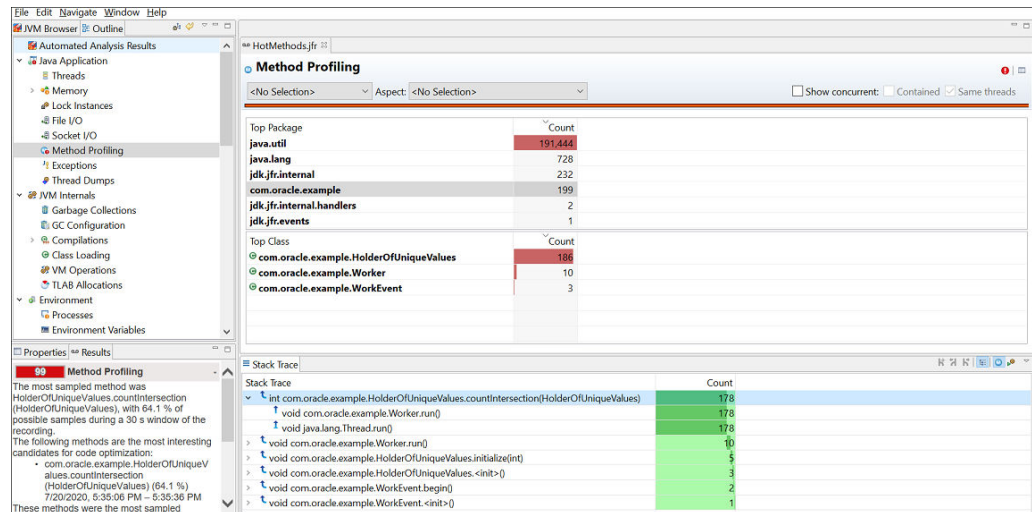 File Edit Navigate Window Help
JVM Browser Outline
Automated Analysis Results
Java Application
Threads
Memory
Lock Instances
File I/O
Socket I/O
Method Profiling
Exceptions
Thread Dumps
JVM Internals
Garbage Collections
GC Configuration
Compilations
Class Loading
VM Operations
TLAB Allocations
Environment
Processes
Environment Variables
Properties Results
99 Method Profiling
The most sampled method was
HolderOfUniqueValues.countIntersection
(HolderOfUniqueValues), with 64.1 % of
possible samples during a 30 s window of the
recording.
The following methods are the most interesting
candidates for code optimization:
• com.oracle.example.HolderOfUniqueV
alues.countIntersection
(HolderOfUniqueValues) (64.1 %)
7/20/2020, 5:35:06 PM – 5:35:36 PM
These methods were the most sampled
HotMethods.jfr
Method Profiling
<No Selection> Aspect: <No Selection> Show concurrent: Contained Same threads
Top Package Count
java.util 191,444
java.lang 728
jdk.jfr.internal 232
com.oracle.example 199
jdk.jfr.internal.handlers 2
jdk.jfr.events 1
Top Class Count
com.oracle.example.HolderOfUniqueValues 186
com.oracle.example.Worker 10
com.oracle.example.WorkEvent 3
Stack Trace
Stack Trace Count
int com.oracle.example.HolderOfUniqueValues.countIntersection(HolderOfUniqueValues) 178
void com.oracle.example.Worker.run() 178
void java.lang.Thread.run() 178
void com.oracle.example.Worker.run() 10
void com.oracle.example.HolderOfUniqueValues.initialize(int) 5
void com.oracle.example.HolderOfUniqueValues.<init>() 3
void com.oracle.example.WorkEvent.begin() 2
void com.oracle.example.WorkEvent.<init>() 1